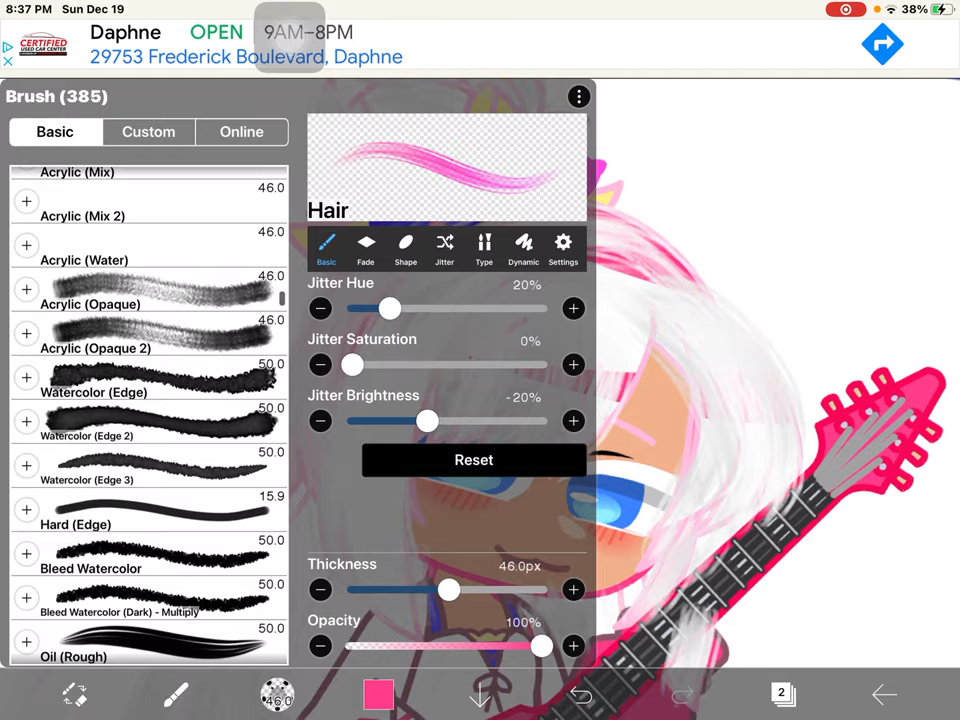 8:37 PM Sun Dec 19
38%
CERTIFIED
USED CAR CENTER
Daphne OPEN 9AM–8PM
29753 Frederick Boulevard, Daphne
Brush (385)
Basic Custom Online
Acrylic (Mix)
46.0
Acrylic (Mix 2)
46.0
Acrylic (Water)
46.0
Acrylic (Opaque)
46.0
Acrylic (Opaque 2)
50.0
Watercolor (Edge)
50.0
Watercolor (Edge 2)
50.0
Watercolor (Edge 3)
15.9
Hard (Edge)
50.0
Bleed Watercolor
50.0
Bleed Watercolor (Dark) - Multiply
50.0
Oil (Rough)
Hair
Basic Fade Shape Jitter Type Dynamic Settings
Jitter Hue 20%
Jitter Saturation 0%
Jitter Brightness -20%
Reset
Thickness 46.0px
Opacity 100%
46.0
2